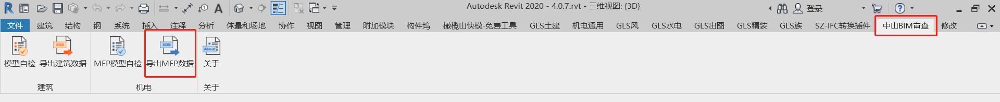 Autodesk Revit 2020 - 4.0.7.rvt - 三维视图: {3D}
登录
文件 建筑 结构 钢 系统 插入 注释 分析 体量和场地 协作 视图 管理 附加模块 构件坞 橄榄山快模-免费工具 GLS土建 机电通用 GLS风 GLS水电 GLS出图 GLS精装 GLS族 SZ-IFC转换插件 中山BIM审查 修改
XDB XDB About
模型自检 导出建筑数据 MEP模型自检 导出MEP数据 关于
建筑 机电 关于